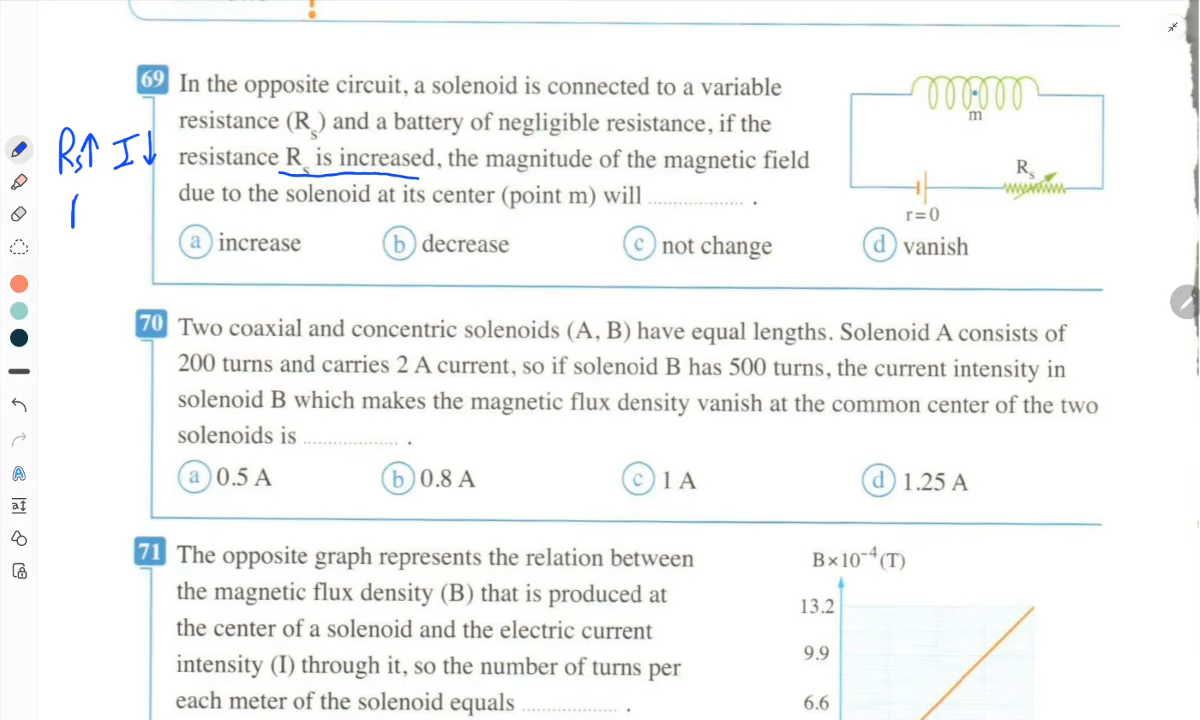 69 In the opposite circuit, a solenoid is connected to a variable
resistance (Rs) and a battery of negligible resistance, if the
resistance Rs is increased, the magnitude of the magnetic field
due to the solenoid at its center (point m) will .................. .
a increase b decrease c not change d vanish
m
Rs
r=0
Rs↑ I↓
70 Two coaxial and concentric solenoids (A, B) have equal lengths. Solenoid A consists of
200 turns and carries 2 A current, so if solenoid B has 500 turns, the current intensity in
solenoid B which makes the magnetic flux density vanish at the common center of the two
solenoids is .................. .
a 0.5 A b 0.8 A c 1 A d 1.25 A
71 The opposite graph represents the relation between
the magnetic flux density (B) that is produced at
the center of a solenoid and the electric current
intensity (I) through it, so the number of turns per
each meter of the solenoid equals .................. .
B×10⁻⁴(T)
13.2
9.9
6.6